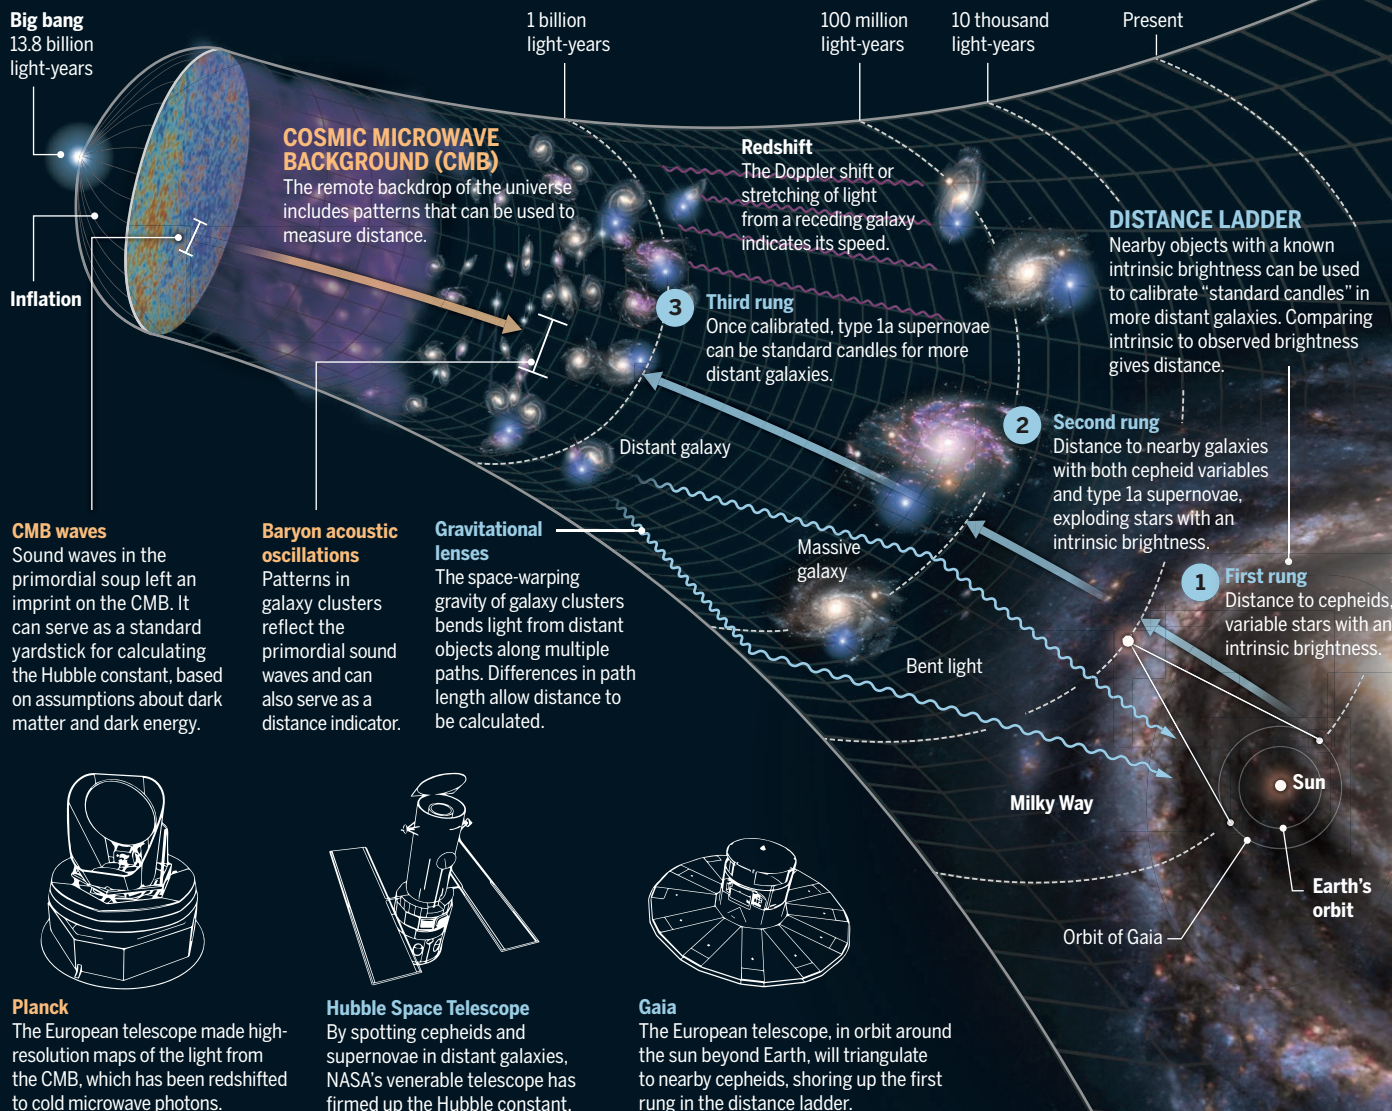 Big bang
13.8 billion
light-years
1 billion
light-years
100 million
light-years
10 thousand
light-years
Present
COSMIC MICROWAVE
BACKGROUND (CMB)
The remote backdrop of the universe
includes patterns that can be used to
measure distance.
Inflation
Redshift
The Doppler shift or
stretching of light
from a receding galaxy
indicates its speed.
DISTANCE LADDER
Nearby objects with a known
intrinsic brightness can be used
to calibrate “standard candles” in
more distant galaxies. Comparing
intrinsic to observed brightness
gives distance.
3
Third rung
Once calibrated, type 1a supernovae
can be standard candles for more
distant galaxies.
2
Second rung
Distance to nearby galaxies
with both cepheid variables
and type 1a supernovae,
exploding stars with an
intrinsic brightness.
1
First rung
Distance to cepheids,
variable stars with an
intrinsic brightness.
Distant galaxy
Massive
galaxy
Bent light
CMB waves
Sound waves in the
primordial soup left an
imprint on the CMB. It
can serve as a standard
yardstick for calculating
the Hubble constant, based
on assumptions about dark
matter and dark energy.
Baryon acoustic
oscillations
Patterns in
galaxy clusters
reflect the
primordial sound
waves and can
also serve as a
distance indicator.
Gravitational
lenses
The space-warping
gravity of galaxy clusters
bends light from distant
objects along multiple
paths. Differences in path
length allow distance to
be calculated.
Milky Way
Sun
Earth’s
orbit
Orbit of Gaia
Planck
The European telescope made high-
resolution maps of the light from
the CMB, which has been redshifted
to cold microwave photons.
Hubble Space Telescope
By spotting cepheids and
supernovae in distant galaxies,
NASA’s venerable telescope has
firmed up the Hubble constant.
Gaia
The European telescope, in orbit around
the sun beyond Earth, will triangulate
to nearby cepheids, shoring up the first
rung in the distance ladder.